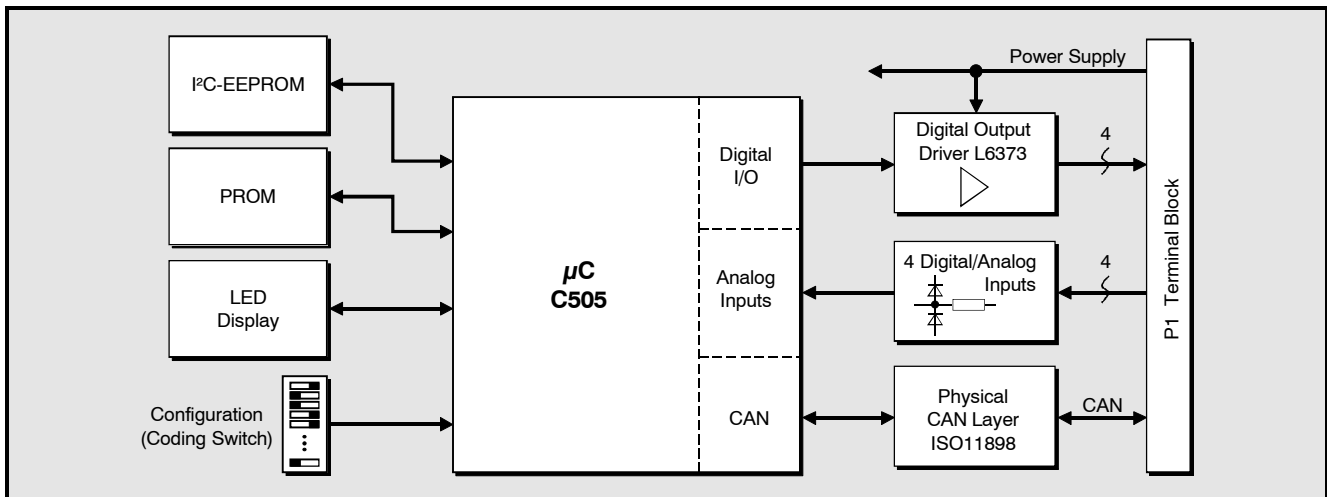 I²C-EEPROM
PROM
LED
Display
Configuration
(Coding Switch)
µC
C505
Digital
I/O
Analog
Inputs
CAN
Power Supply
Digital Output
Driver L6373
4
4 Digital/Analog
Inputs
4
Physical
CAN Layer
ISO11898
CAN
P1 Terminal Block